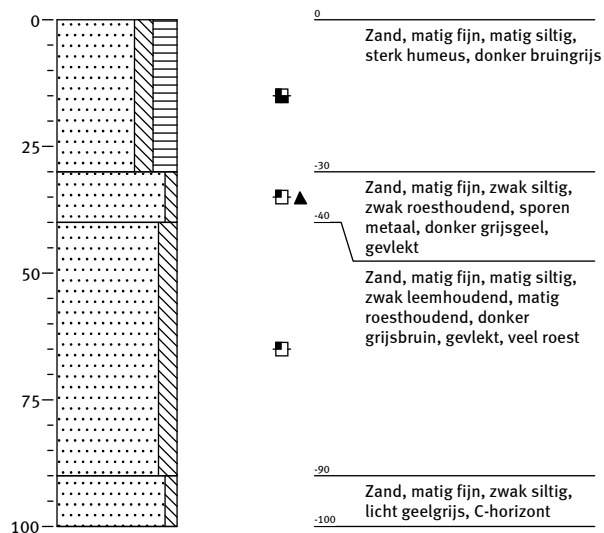 0
25
50
75
100
0
Zand, matig fijn, matig siltig,
sterk humeus, donker bruingrijs
-30
Zand, matig fijn, zwak siltig,
zwak roesthoudend, sporen
metaal, donker grijsgeel,
gevlekt
-40
Zand, matig fijn, matig siltig,
zwak leemhoudend, matig
roesthoudend, donker
grijsbruin, gevlekt, veel roest
-90
Zand, matig fijn, zwak siltig,
licht geelgrijs, C-horizont
-100